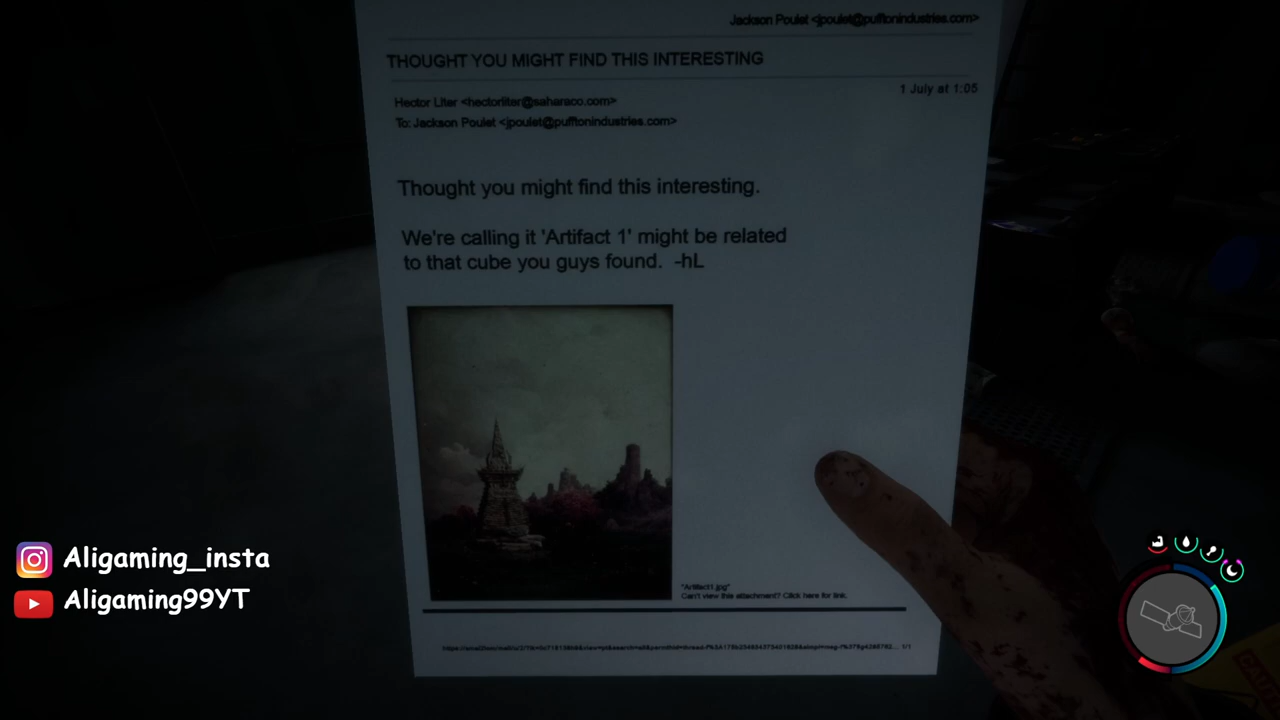 Jackson Poulet <jpoulet@pufftonindustries.com>
THOUGHT YOU MIGHT FIND THIS INTERESTING
1 July at 1:05
Hector Liter <hectorliter@saharaco.com>
To: Jackson Poulet <jpoulet@pufftonindustries.com>
Thought you might find this interesting.
We're calling it 'Artifact 1' might be related
to that cube you guys found. -hL
"Artifact1.jpg"
Can't view this attachment? Click here for link.
1/1
Aligaming_insta
Aligaming99YT